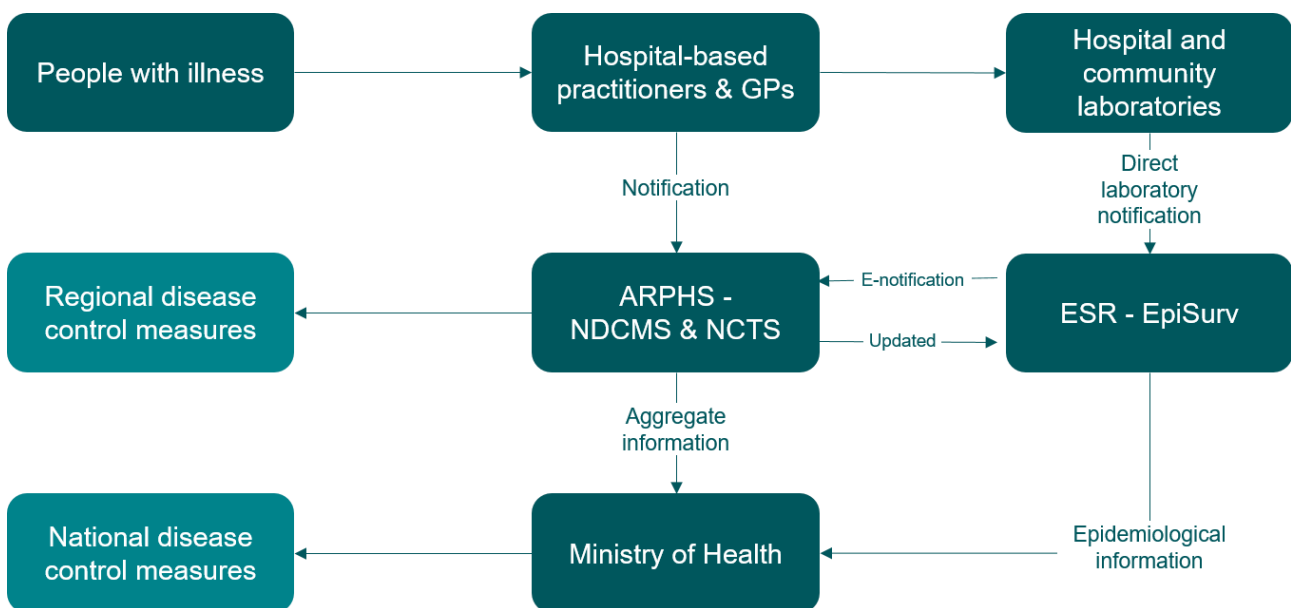 People with illness
Hospital-based
practitioners & GPs
Hospital and
community
laboratories
Notification
Direct
laboratory
notification
Regional disease
control measures
ARPHS -
NDCMS & NCTS
E-notification
Updated
ESR - EpiSurv
Aggregate
information
National disease
control measures
Ministry of Health
Epidemiological
information